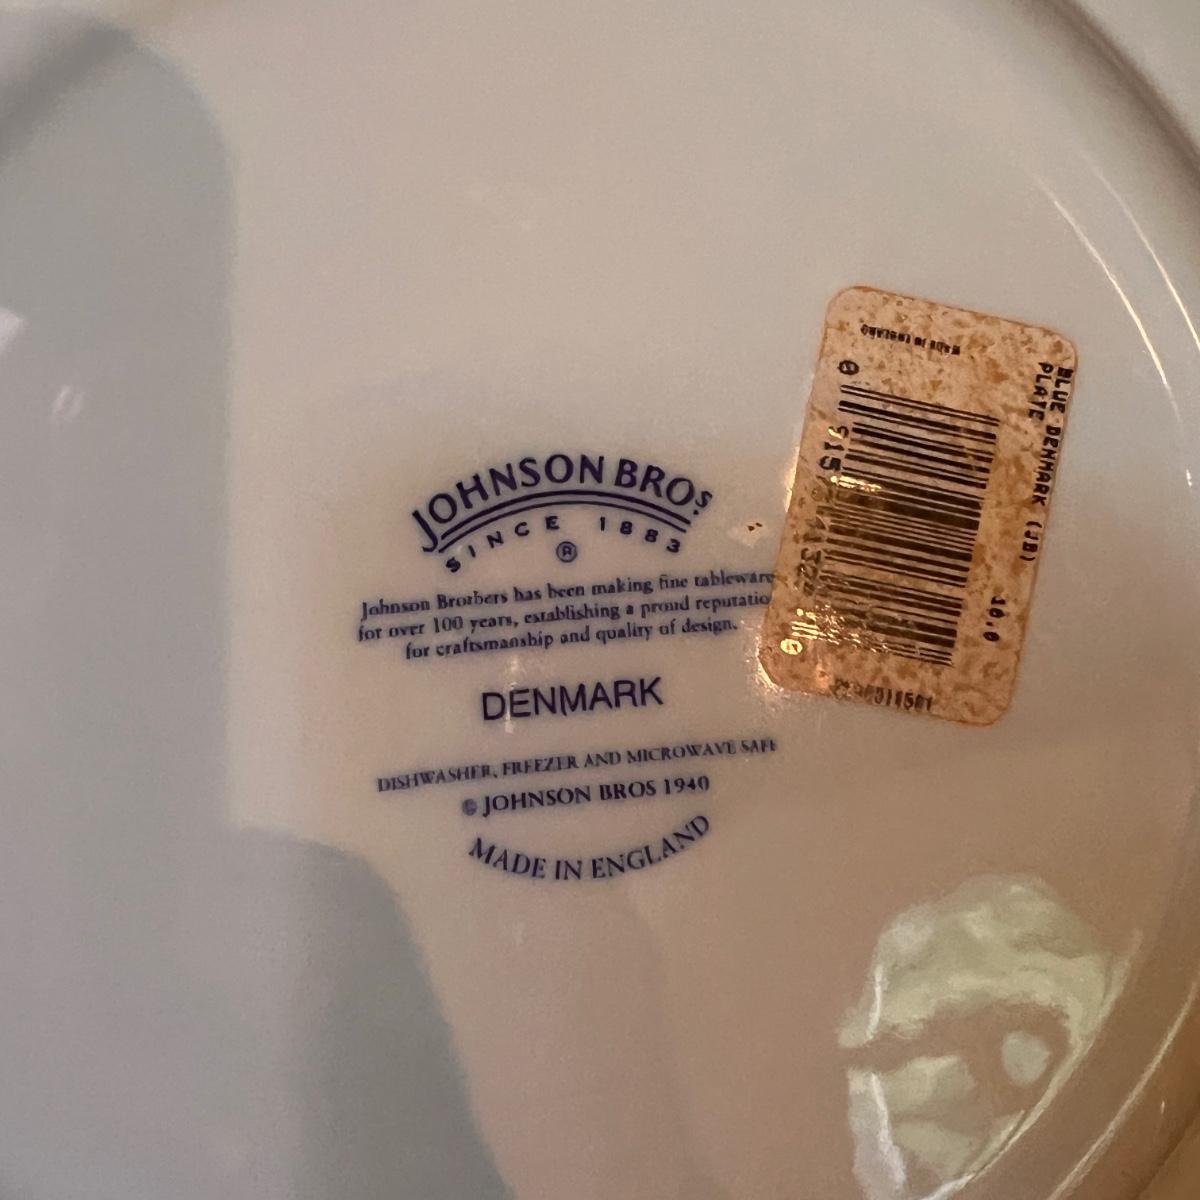 JOHNSON BROS.
SINCE 1883
®
Johnson Brothers has been making fine tableware
for over 100 years, establishing a proud reputatio
for craftsmanship and quality of design.
DENMARK
DISHWASHER, FREEZER AND MICROWAVE SAFE
© JOHNSON BROS 1940
MADE IN ENGLAND
BLUE DENMARK (JB)
PLATE 10.0
MADE IN ENGLAND